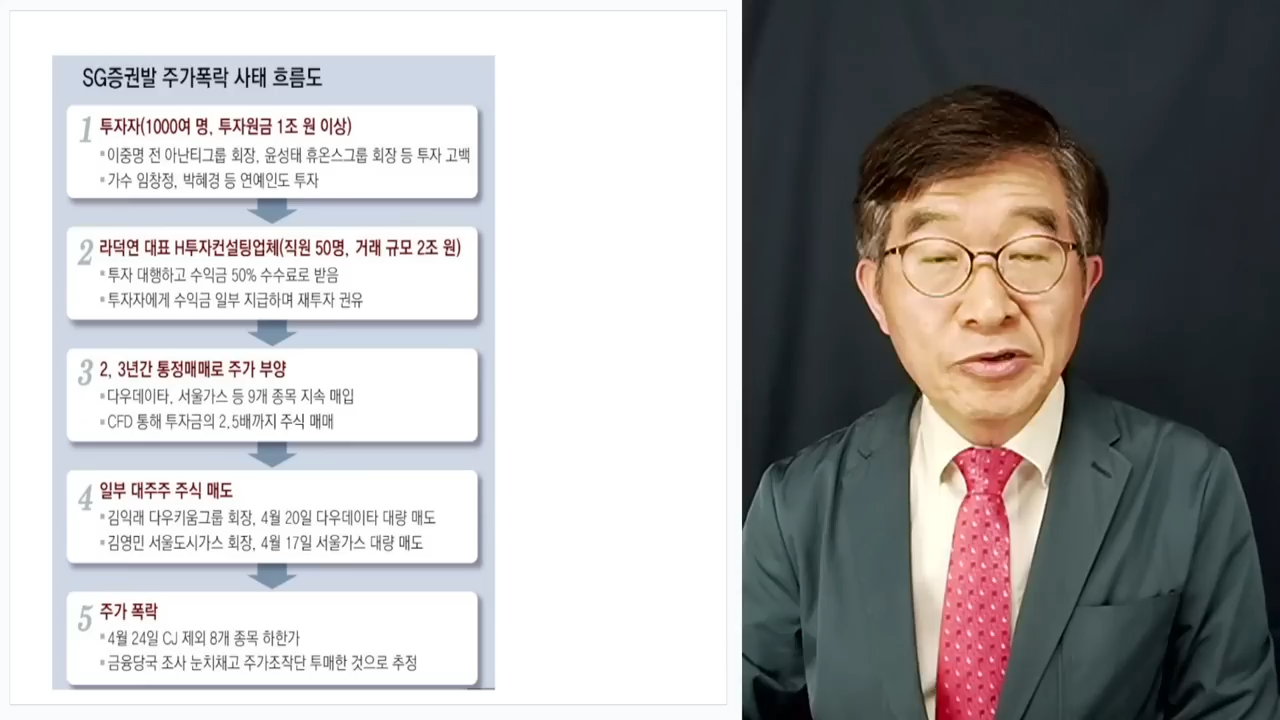 SG증권발 주가폭락 사태 흐름도
1 투자자(1000여 명, 투자원금 1조 원 이상)
▪이중명 전 아난티그룹 회장, 윤성태 휴온스그룹 회장 등 투자 고백
▪가수 임창정, 박혜경 등 연예인도 투자
2 라덕연 대표 H투자컨설팅업체(직원 50명, 거래 규모 2조 원)
▪투자 대행하고 수익금 50% 수수료로 받음
▪투자자에게 수익금 일부 지급하며 재투자 권유
3 2, 3년간 통정매매로 주가 부양
▪다우데이타, 서울가스 등 9개 종목 지속 매입
▪CFD 통해 투자금의 2.5배까지 주식 매매
4 일부 대주주 주식 매도
▪김익래 다우키움그룹 회장, 4월 20일 다우데이타 대량 매도
▪김영민 서울도시가스 회장, 4월 17일 서울가스 대량 매도
5 주가 폭락
▪4월 24일 CJ 제외 8개 종목 하한가
▪금융당국 조사 눈치채고 주가조작단 투매한 것으로 추정